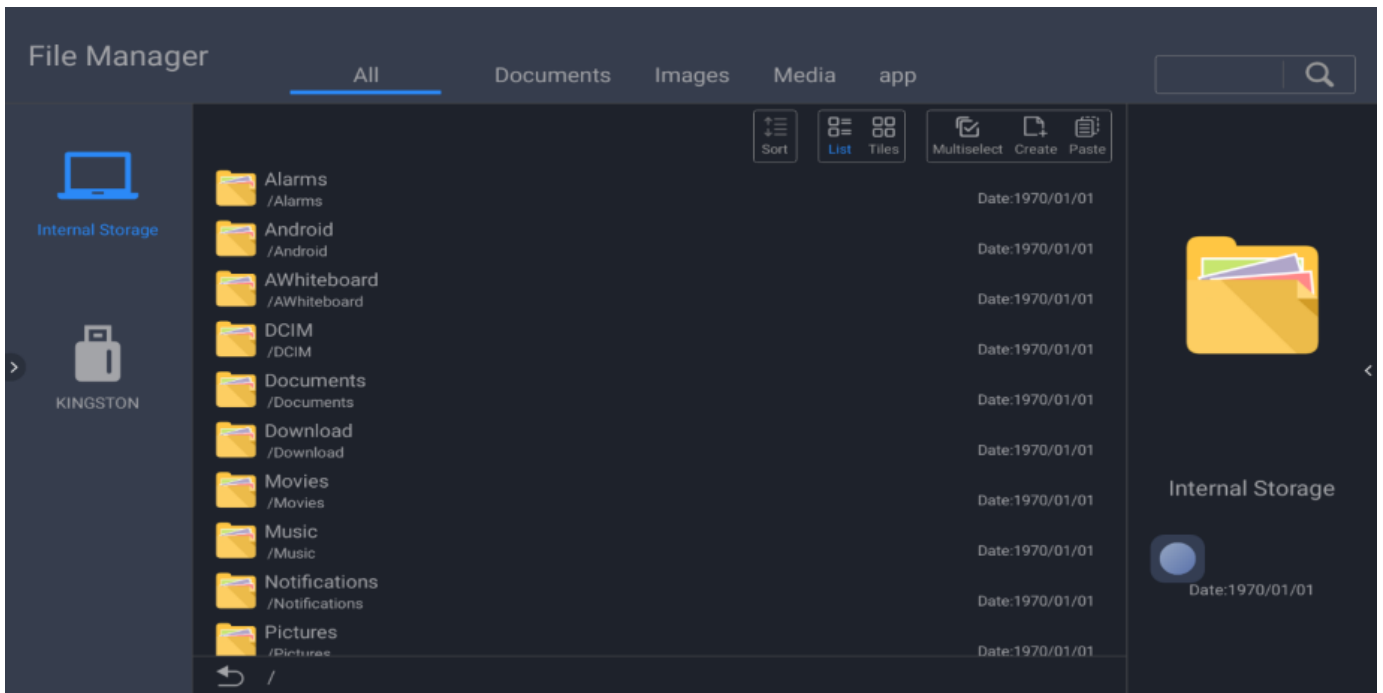 File Manager
All
Documents
Images
Media
app
Sort
List
Tiles
Multiselect
Create
Paste
Internal Storage
KINGSTON
Alarms
/Alarms
Date:1970/01/01
Android
/Android
Date:1970/01/01
AWhiteboard
/AWhiteboard
Date:1970/01/01
DCIM
/DCIM
Date:1970/01/01
Documents
/Documents
Date:1970/01/01
Download
/Download
Date:1970/01/01
Movies
/Movies
Date:1970/01/01
Music
/Music
Date:1970/01/01
Notifications
/Notifications
Date:1970/01/01
Pictures
/Pictures
Date:1970/01/01
/
Internal Storage
Date:1970/01/01